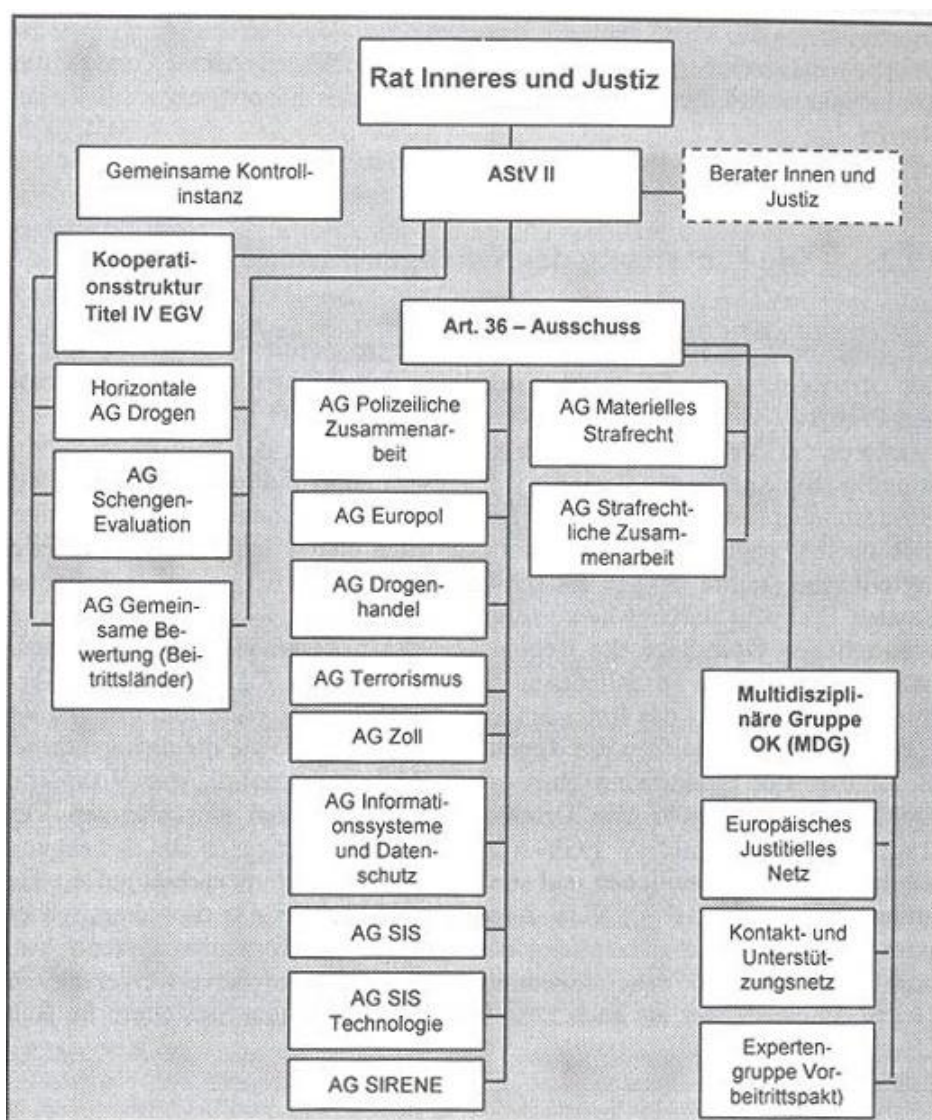 Rat Inneres und Justiz
Gemeinsame Kontroll-
instanz
AStV II
Berater Innen und
Justiz
Kooperati-
onsstruktur
Titel IV EGV
Horizontale
AG Drogen
AG
Schengen-
Evaluation
AG Gemein-
same Be-
wertung (Bei-
trittsländer)
Art. 36 – Ausschuss
AG Polizeiliche
Zusammenar-
beit
AG Europol
AG Drogen-
handel
AG Terrorismus
AG Zoll
AG Informati-
onssysteme
und Daten-
schutz
AG SIS
AG SIS
Technologie
AG SIRENE
AG Materielles
Strafrecht
AG Strafrecht-
liche Zusam-
menarbeit
Multidiszipli-
näre Gruppe
OK (MDG)
Europäisches
Justitielles
Netz
Kontakt- und
Unterstüt-
zungsnetz
Experten-
gruppe Vor-
beitrittspakt)